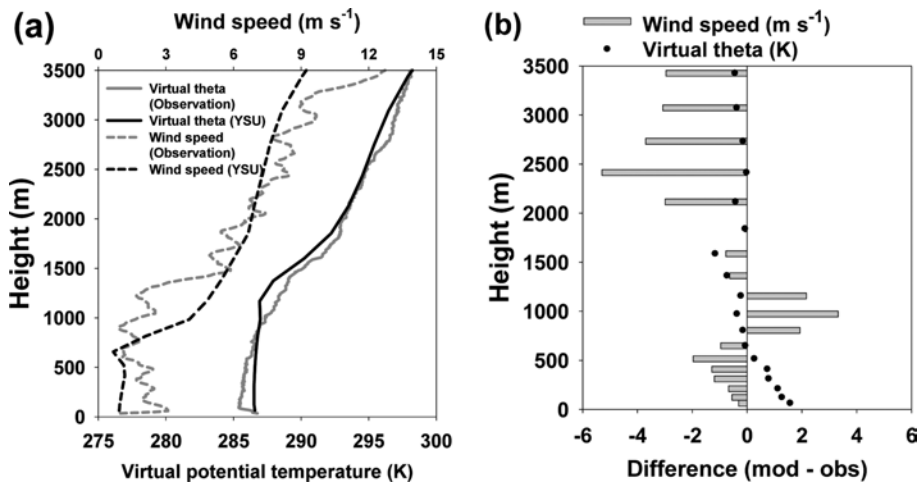 (a)
Wind speed (m s⁻¹)
0 3 6 9 12 15
3500
3000
2500
2000
1500
1000
500
0
Height (m)
Virtual theta
(Observation)
Virtual theta (YSU)
Wind speed
(Observation)
Wind speed (YSU)
275 280 285 290 295 300
Virtual potential temperature (K)
(b)
Wind speed (m s⁻¹)
Virtual theta (K)
3500
3000
2500
2000
1500
1000
500
0
Height (m)
-6 -4 -2 0 2 4 6
Difference (mod - obs)